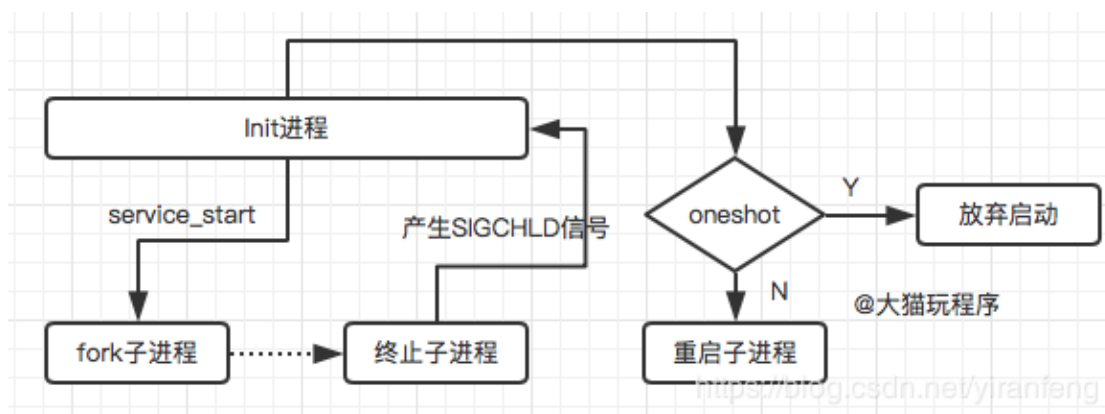 Init进程
service_start
产生SIGCHLD信号
oneshot
Y
放弃启动
N
@大猫玩程序
fork子进程
终止子进程
重启子进程
https://blog.csdn.net/yiranfeng